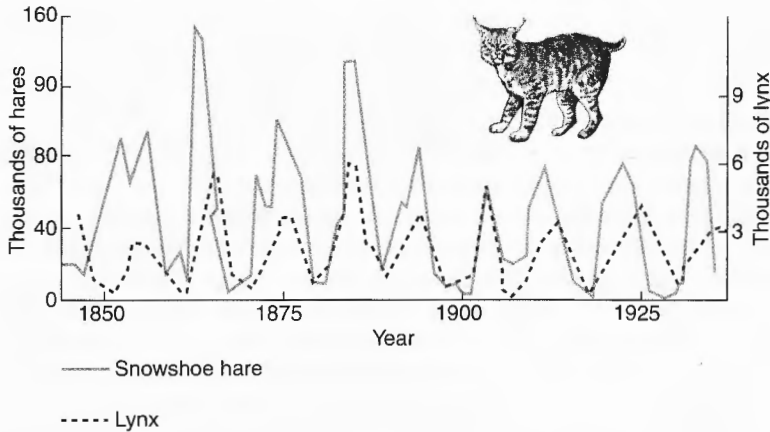 Thousands of hares
160
90
80
40
0
9
6
3
0
Thousands of lynx
1850
1875
1900
1925
Year
Snowshoe hare
Lynx